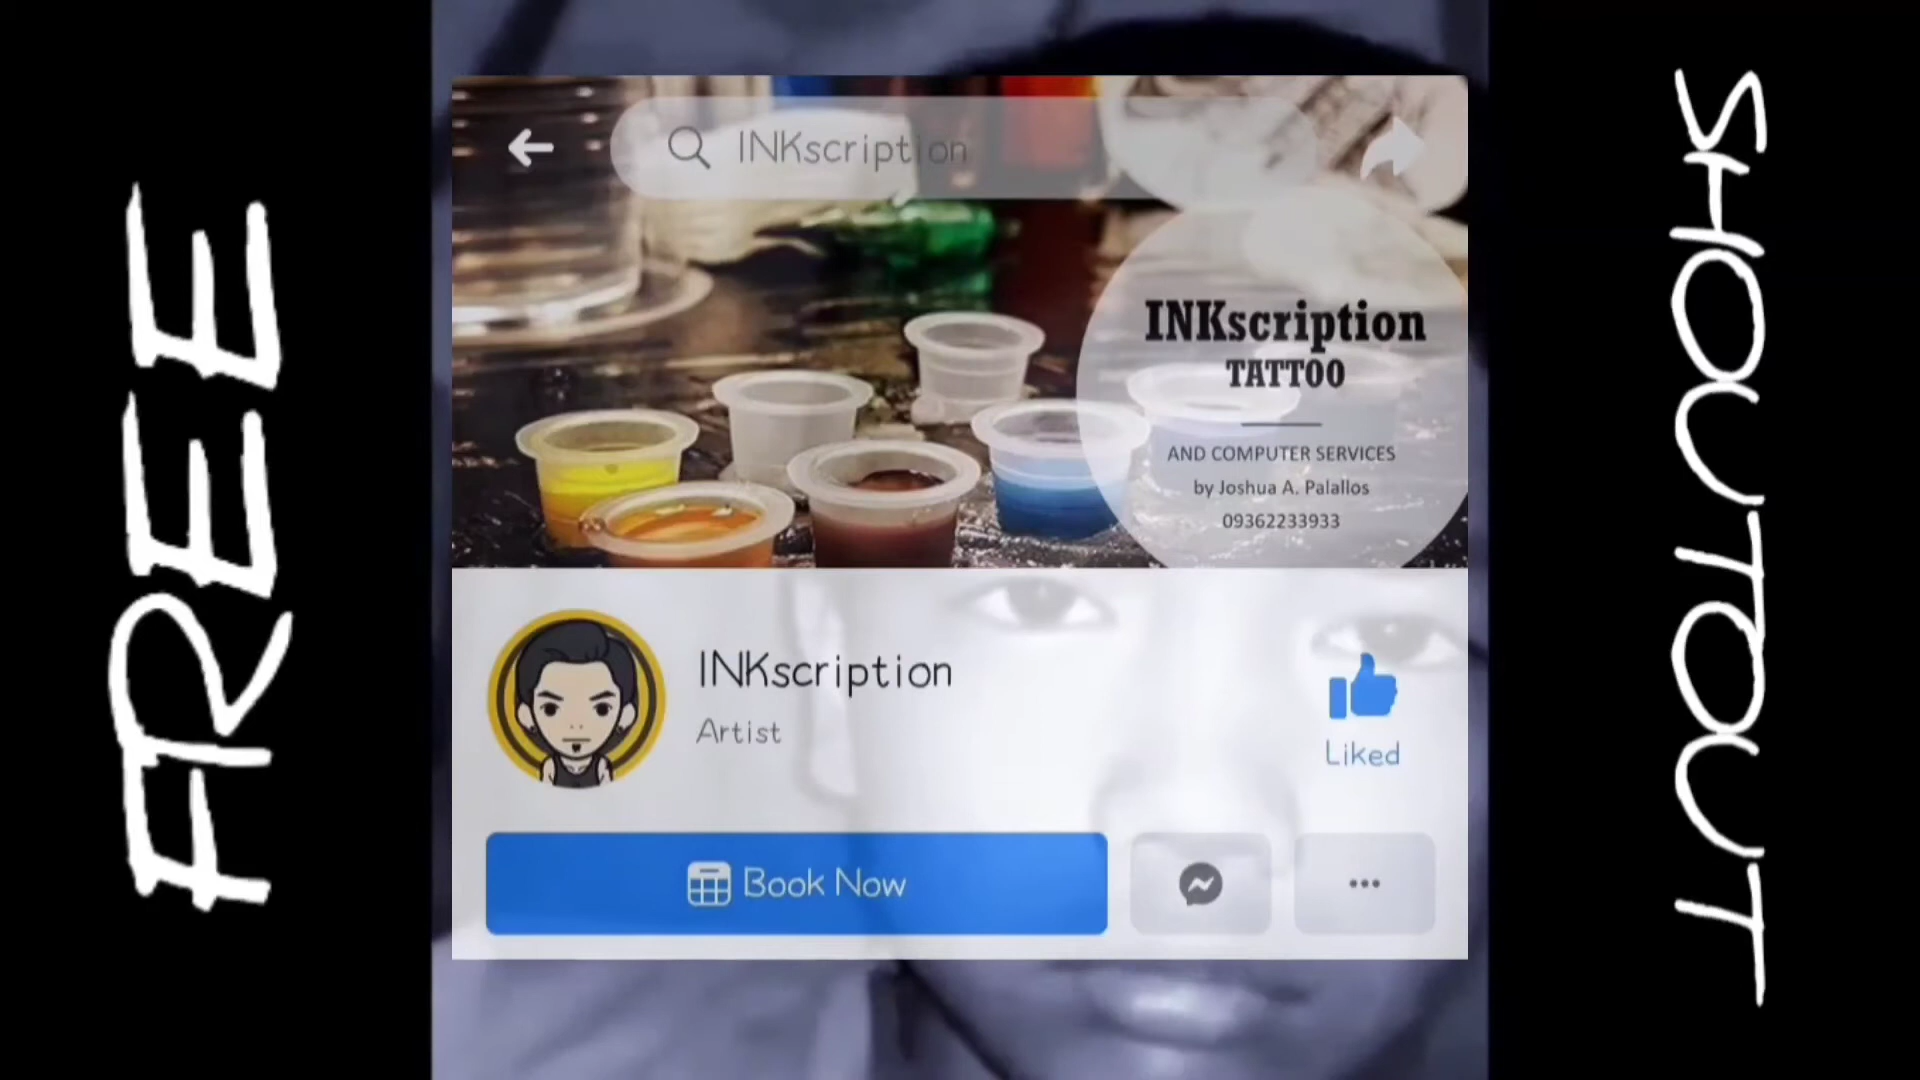 FREE
INKscription
INKscription
TATTOO
AND COMPUTER SERVICES
by Joshua A. Palallos
09362233933
INKscription
Artist
Liked
Book Now
SHOUTOUT